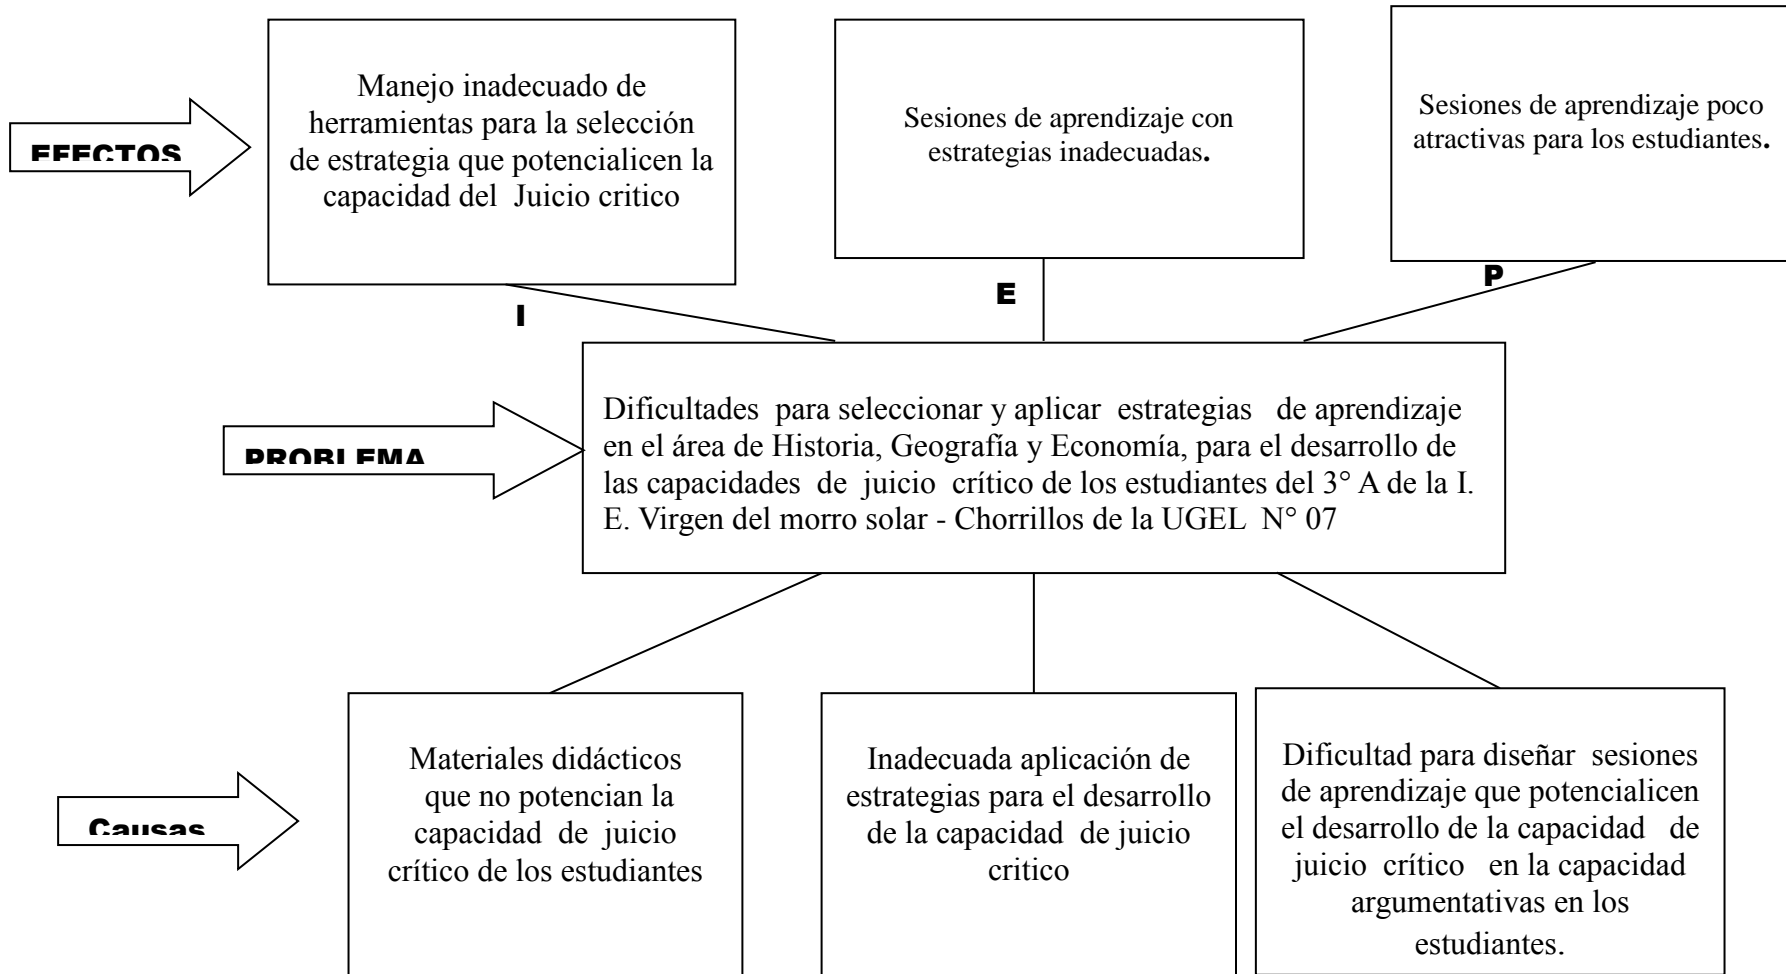 Manejo inadecuado de
herramientas para la selección
de estrategia que potencialicen la
capacidad del Juicio critico
Sesiones de aprendizaje con
estrategias inadecuadas.
Sesiones de aprendizaje poco
atractivas para los estudiantes.
EFECTOS
I
E
P
PROBLEMA
Dificultades para seleccionar y aplicar estrategias de aprendizaje
en el área de Historia, Geografía y Economía, para el desarrollo de
las capacidades de juicio crítico de los estudiantes del 3° A de la I.
E. Virgen del morro solar - Chorrillos de la UGEL N° 07
Causas
Materiales didácticos
que no potencian la
capacidad de juicio
crítico de los estudiantes
Inadecuada aplicación de
estrategias para el desarrollo
de la capacidad de juicio
critico
Dificultad para diseñar sesiones
de aprendizaje que potencialicen
el desarrollo de la capacidad de
juicio crítico en la capacidad
argumentativas en los
estudiantes.